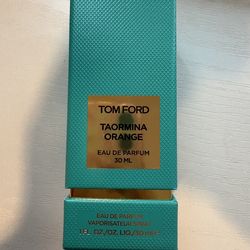 TOM FORD
TAORMINA
ORANGE
EAU DE PARFUM
30 ML
EAU DE PARFUM
VAPORISATEUR SPRAY
1 FL. OZ./OZ. LIQ./30 ML ℮